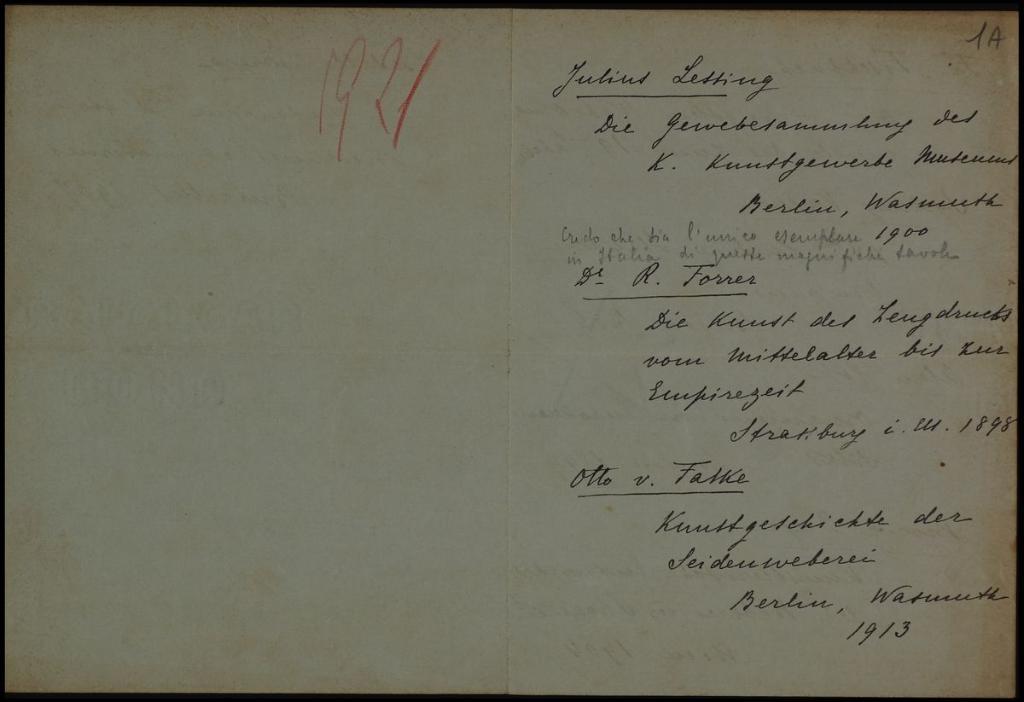 1921
1A
Julius Lessing
Die Gewebesammlung des
K. Kunstgewerbe Museums
Berlin, Wasmuth
1900
Credo che sia l'unico esemplare
in Italia di queste magnifiche tavole
Dr R. Forrer
Die Kunst des Zeugdrucks
vom Mittelalter bis zur
Empirezeit
Strassburg i. 1898
Otto v. Falke
Kunstgeschichte der
Seidenweberei
Berlin, Wasmuth
1913